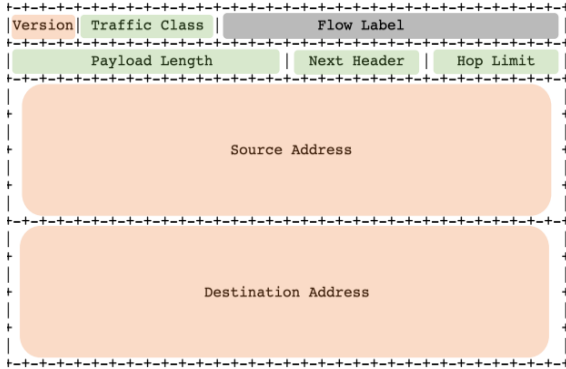 Version Traffic Class Flow Label
Payload Length Next Header Hop Limit
Source Address
Destination Address